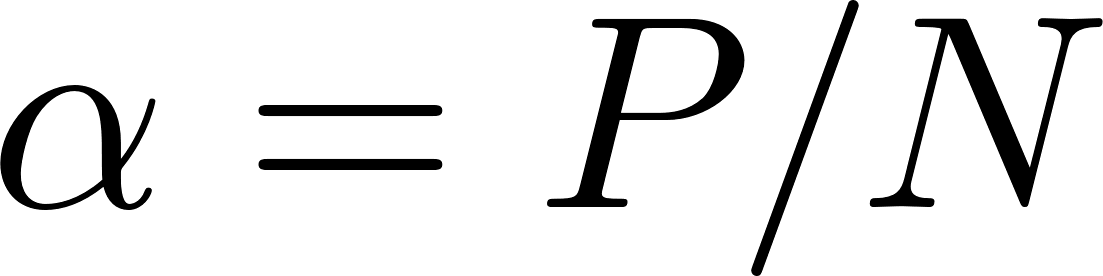 α = P/N